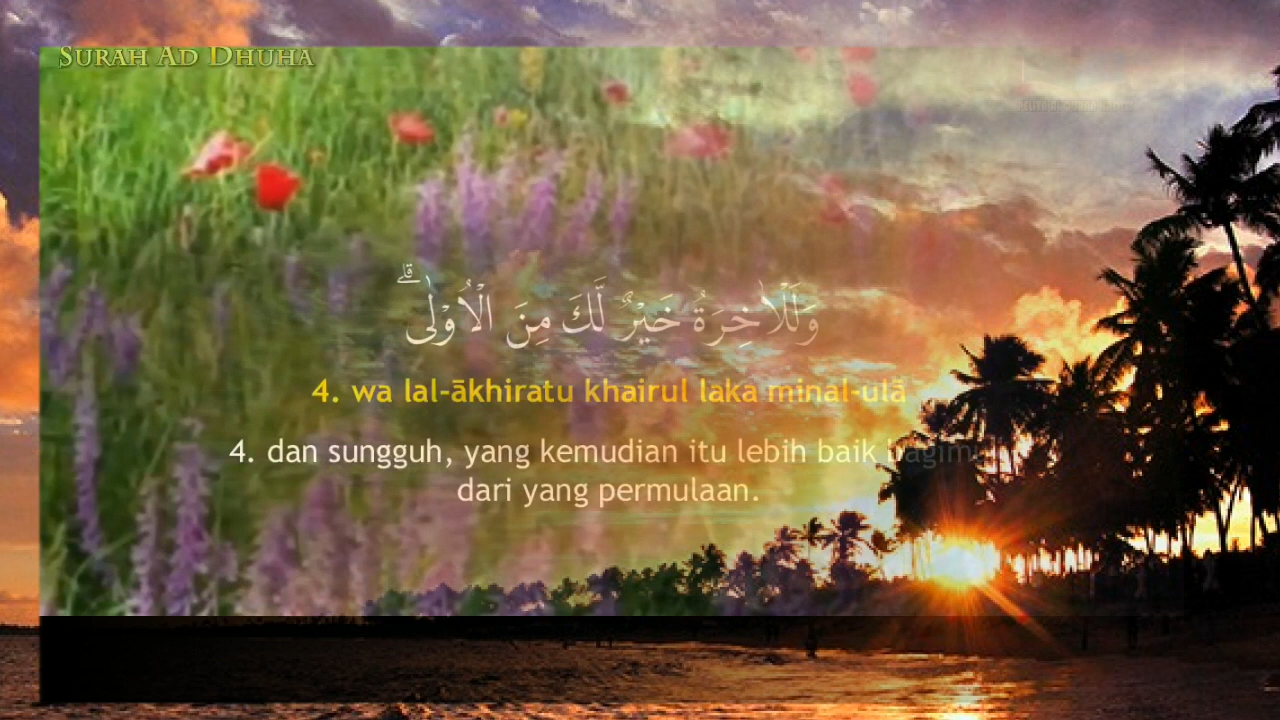 SURAH AD DHUHA
وَلَلْاٰخِرَةُ خَيْرٌ لَّكَ مِنَ الْاُوْلٰىۗ
4. wa lal-ākhiratu khairul laka minal-ulā
4. dan sungguh, yang kemudian itu lebih baik bagimu
dari yang permulaan.